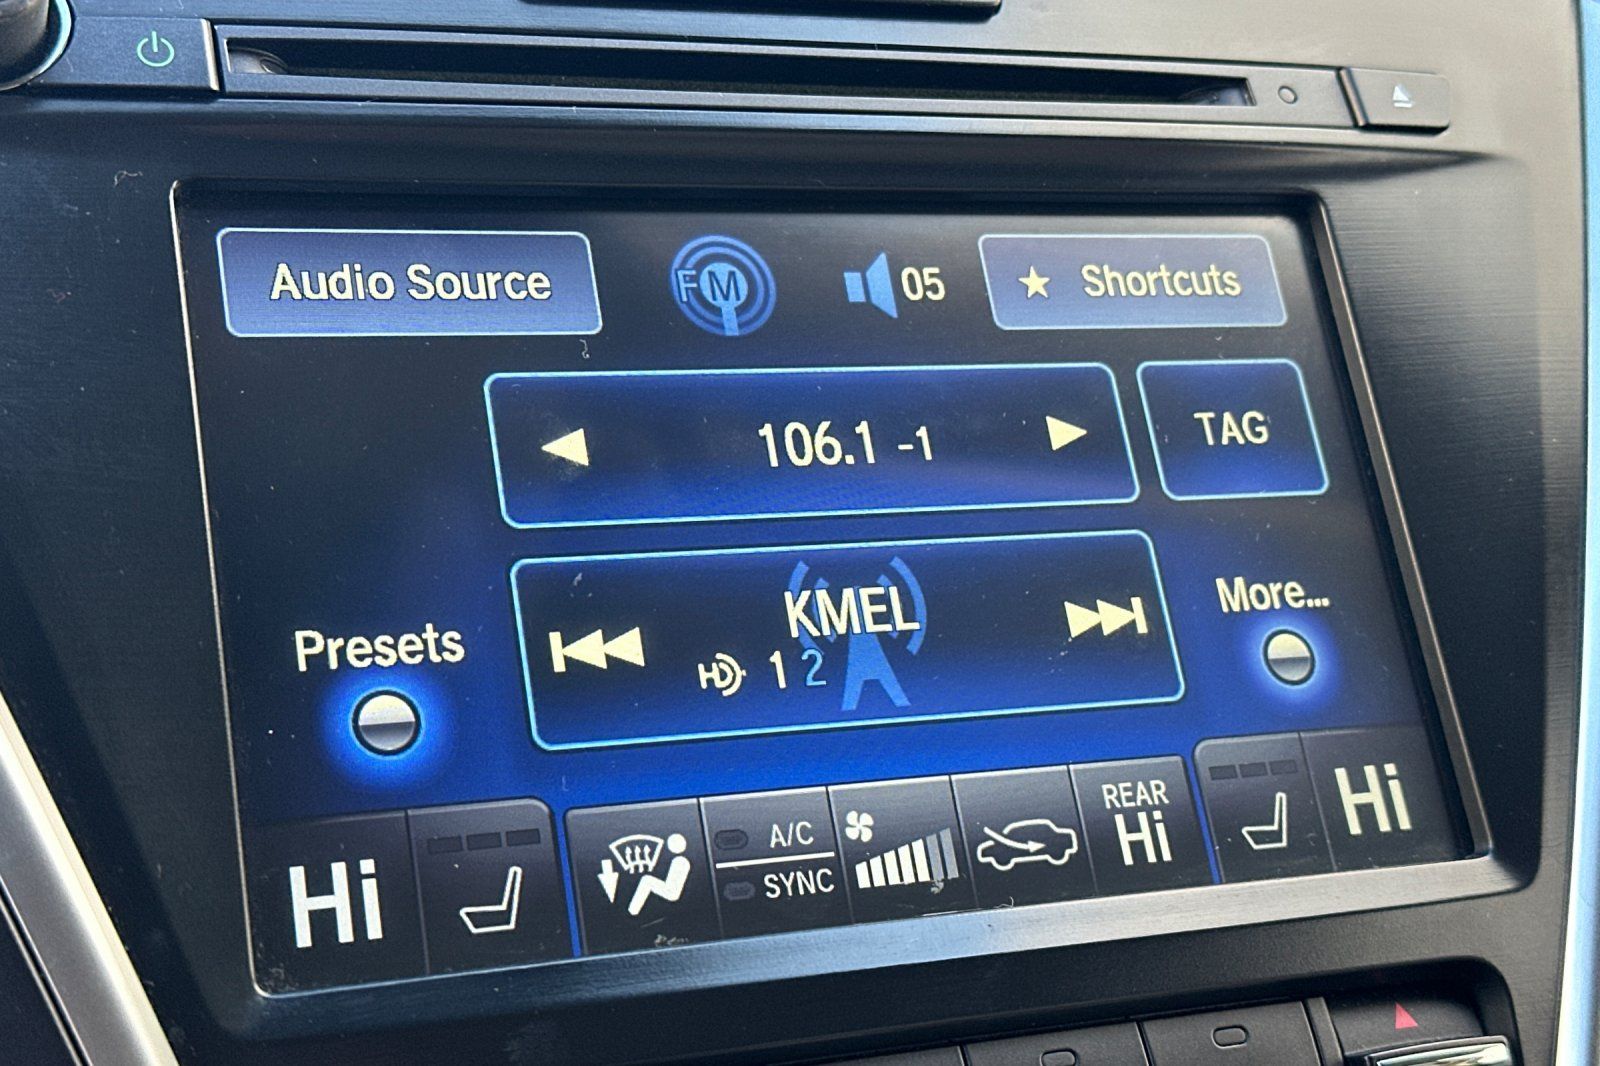 Audio Source
FM
05
★ Shortcuts
106.1 -1
TAG
KMEL
HD 1 2
Presets
More...
Hi
A/C
SYNC
REAR
Hi
Hi